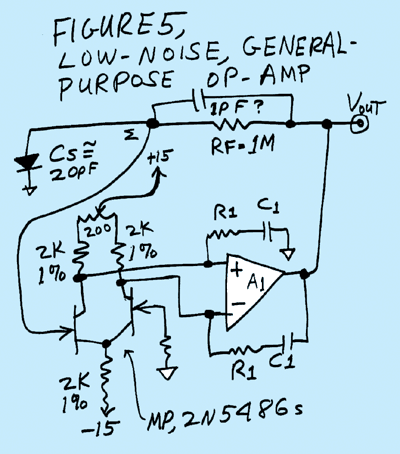 FIGURE 5,
LOW-NOISE, GENERAL-
PURPOSE OP-AMP
1PF?
VOUT
Σ
RF=1M
CS≅
20pF
+15
200
2K
1%
2K
1%
R1
C1
+
A1
−
R1
C1
2K
1%
-15
MP, 2N5486s